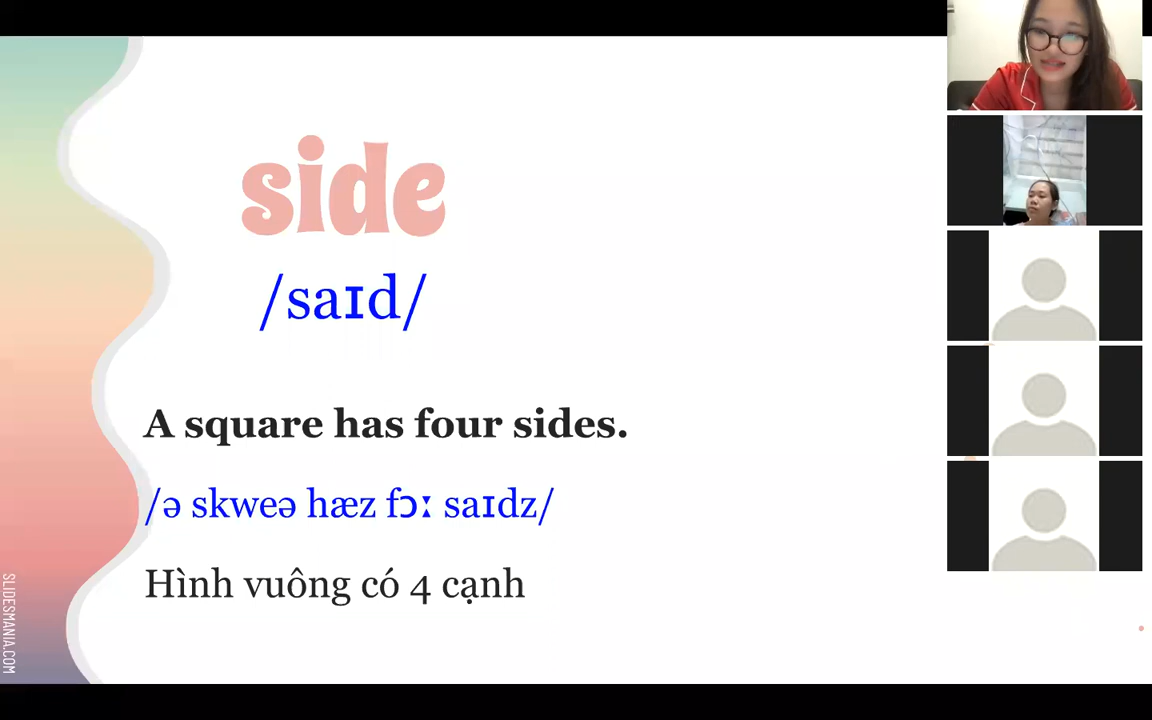 side
/saɪd/
A square has four sides.
/ə skweə hæz fɔː saɪdz/
Hình vuông có 4 cạnh
SLIDESMANIA.COM